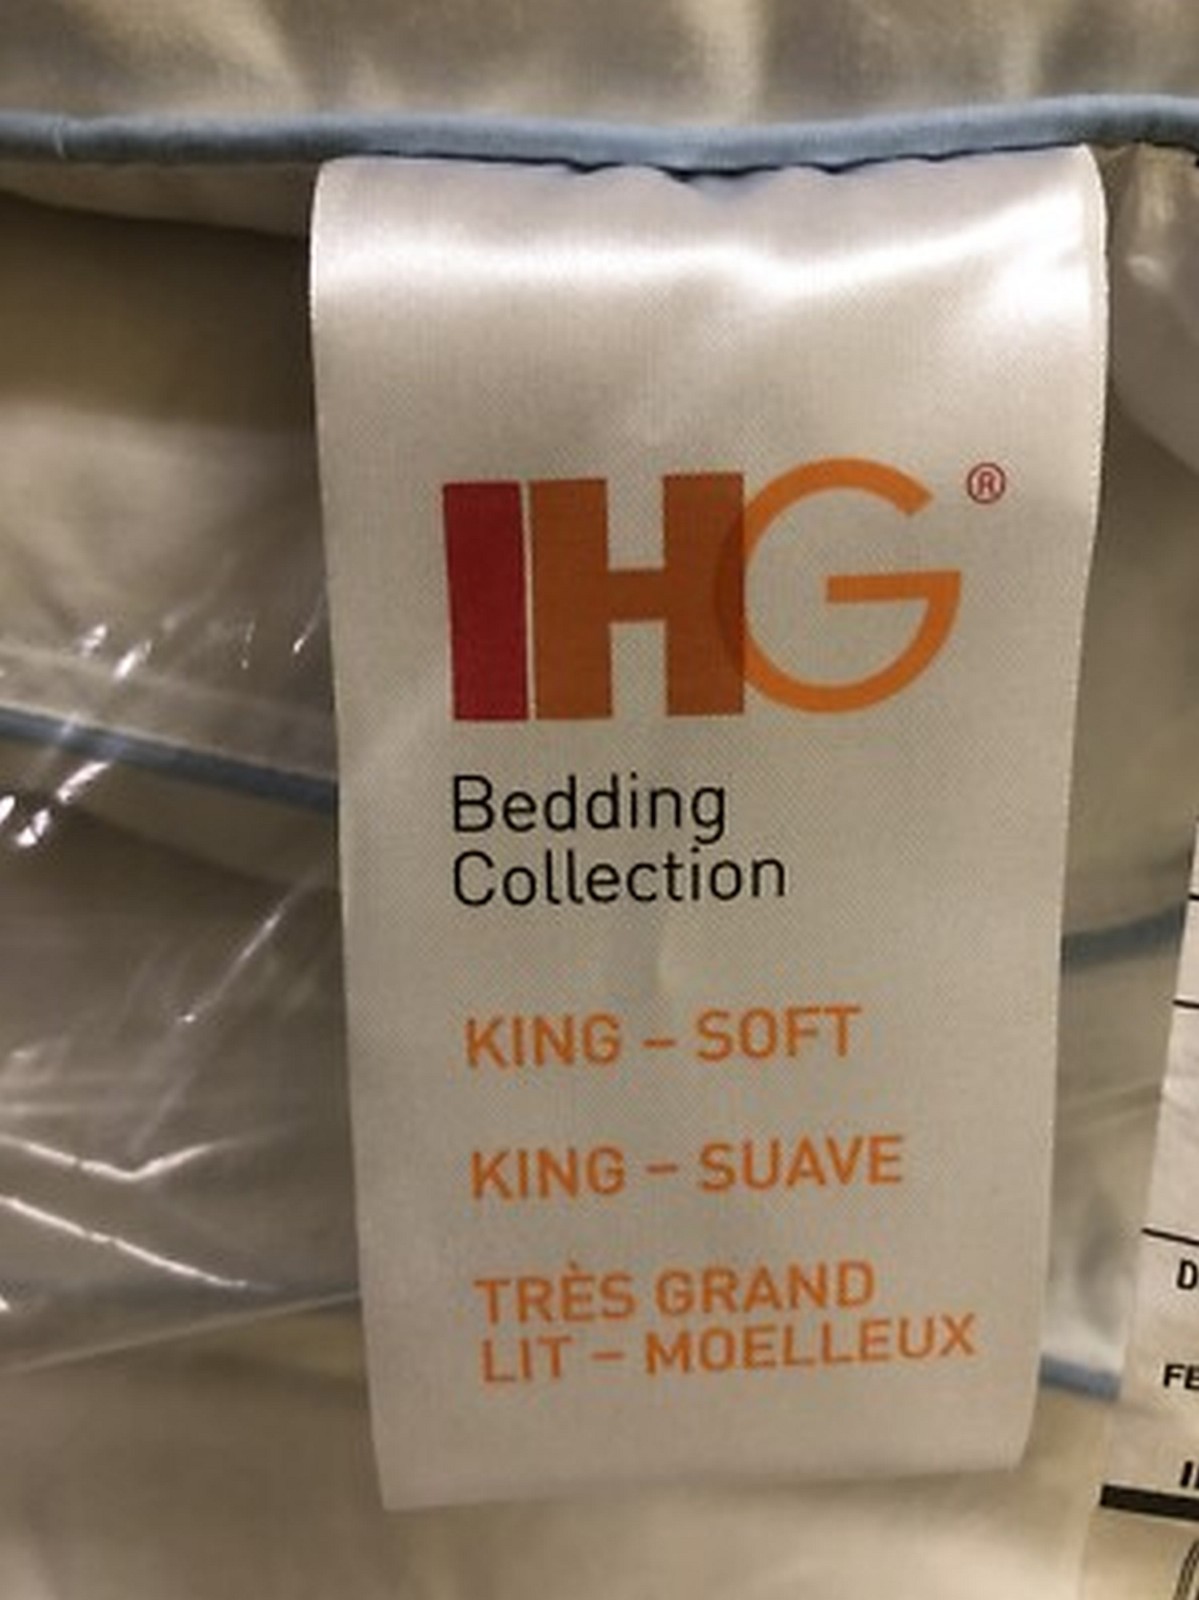 IHG®
Bedding
Collection
KING – SOFT
KING – SUAVE
TRÈS GRAND
LIT – MOELLEUX